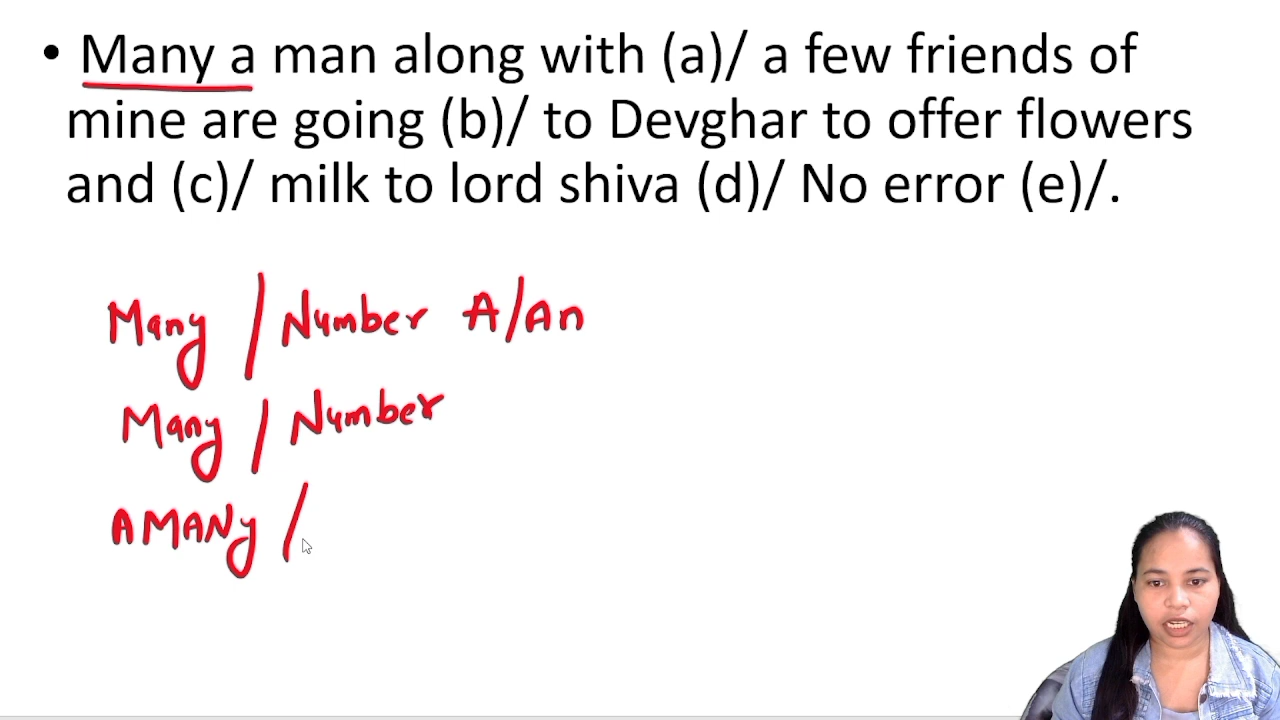 • Many a man along with (a)/ a few friends of
mine are going (b)/ to Devghar to offer flowers
and (c)/ milk to lord shiva (d)/ No error (e)/.
Many / Number A/An
Many / Number
A MANy /